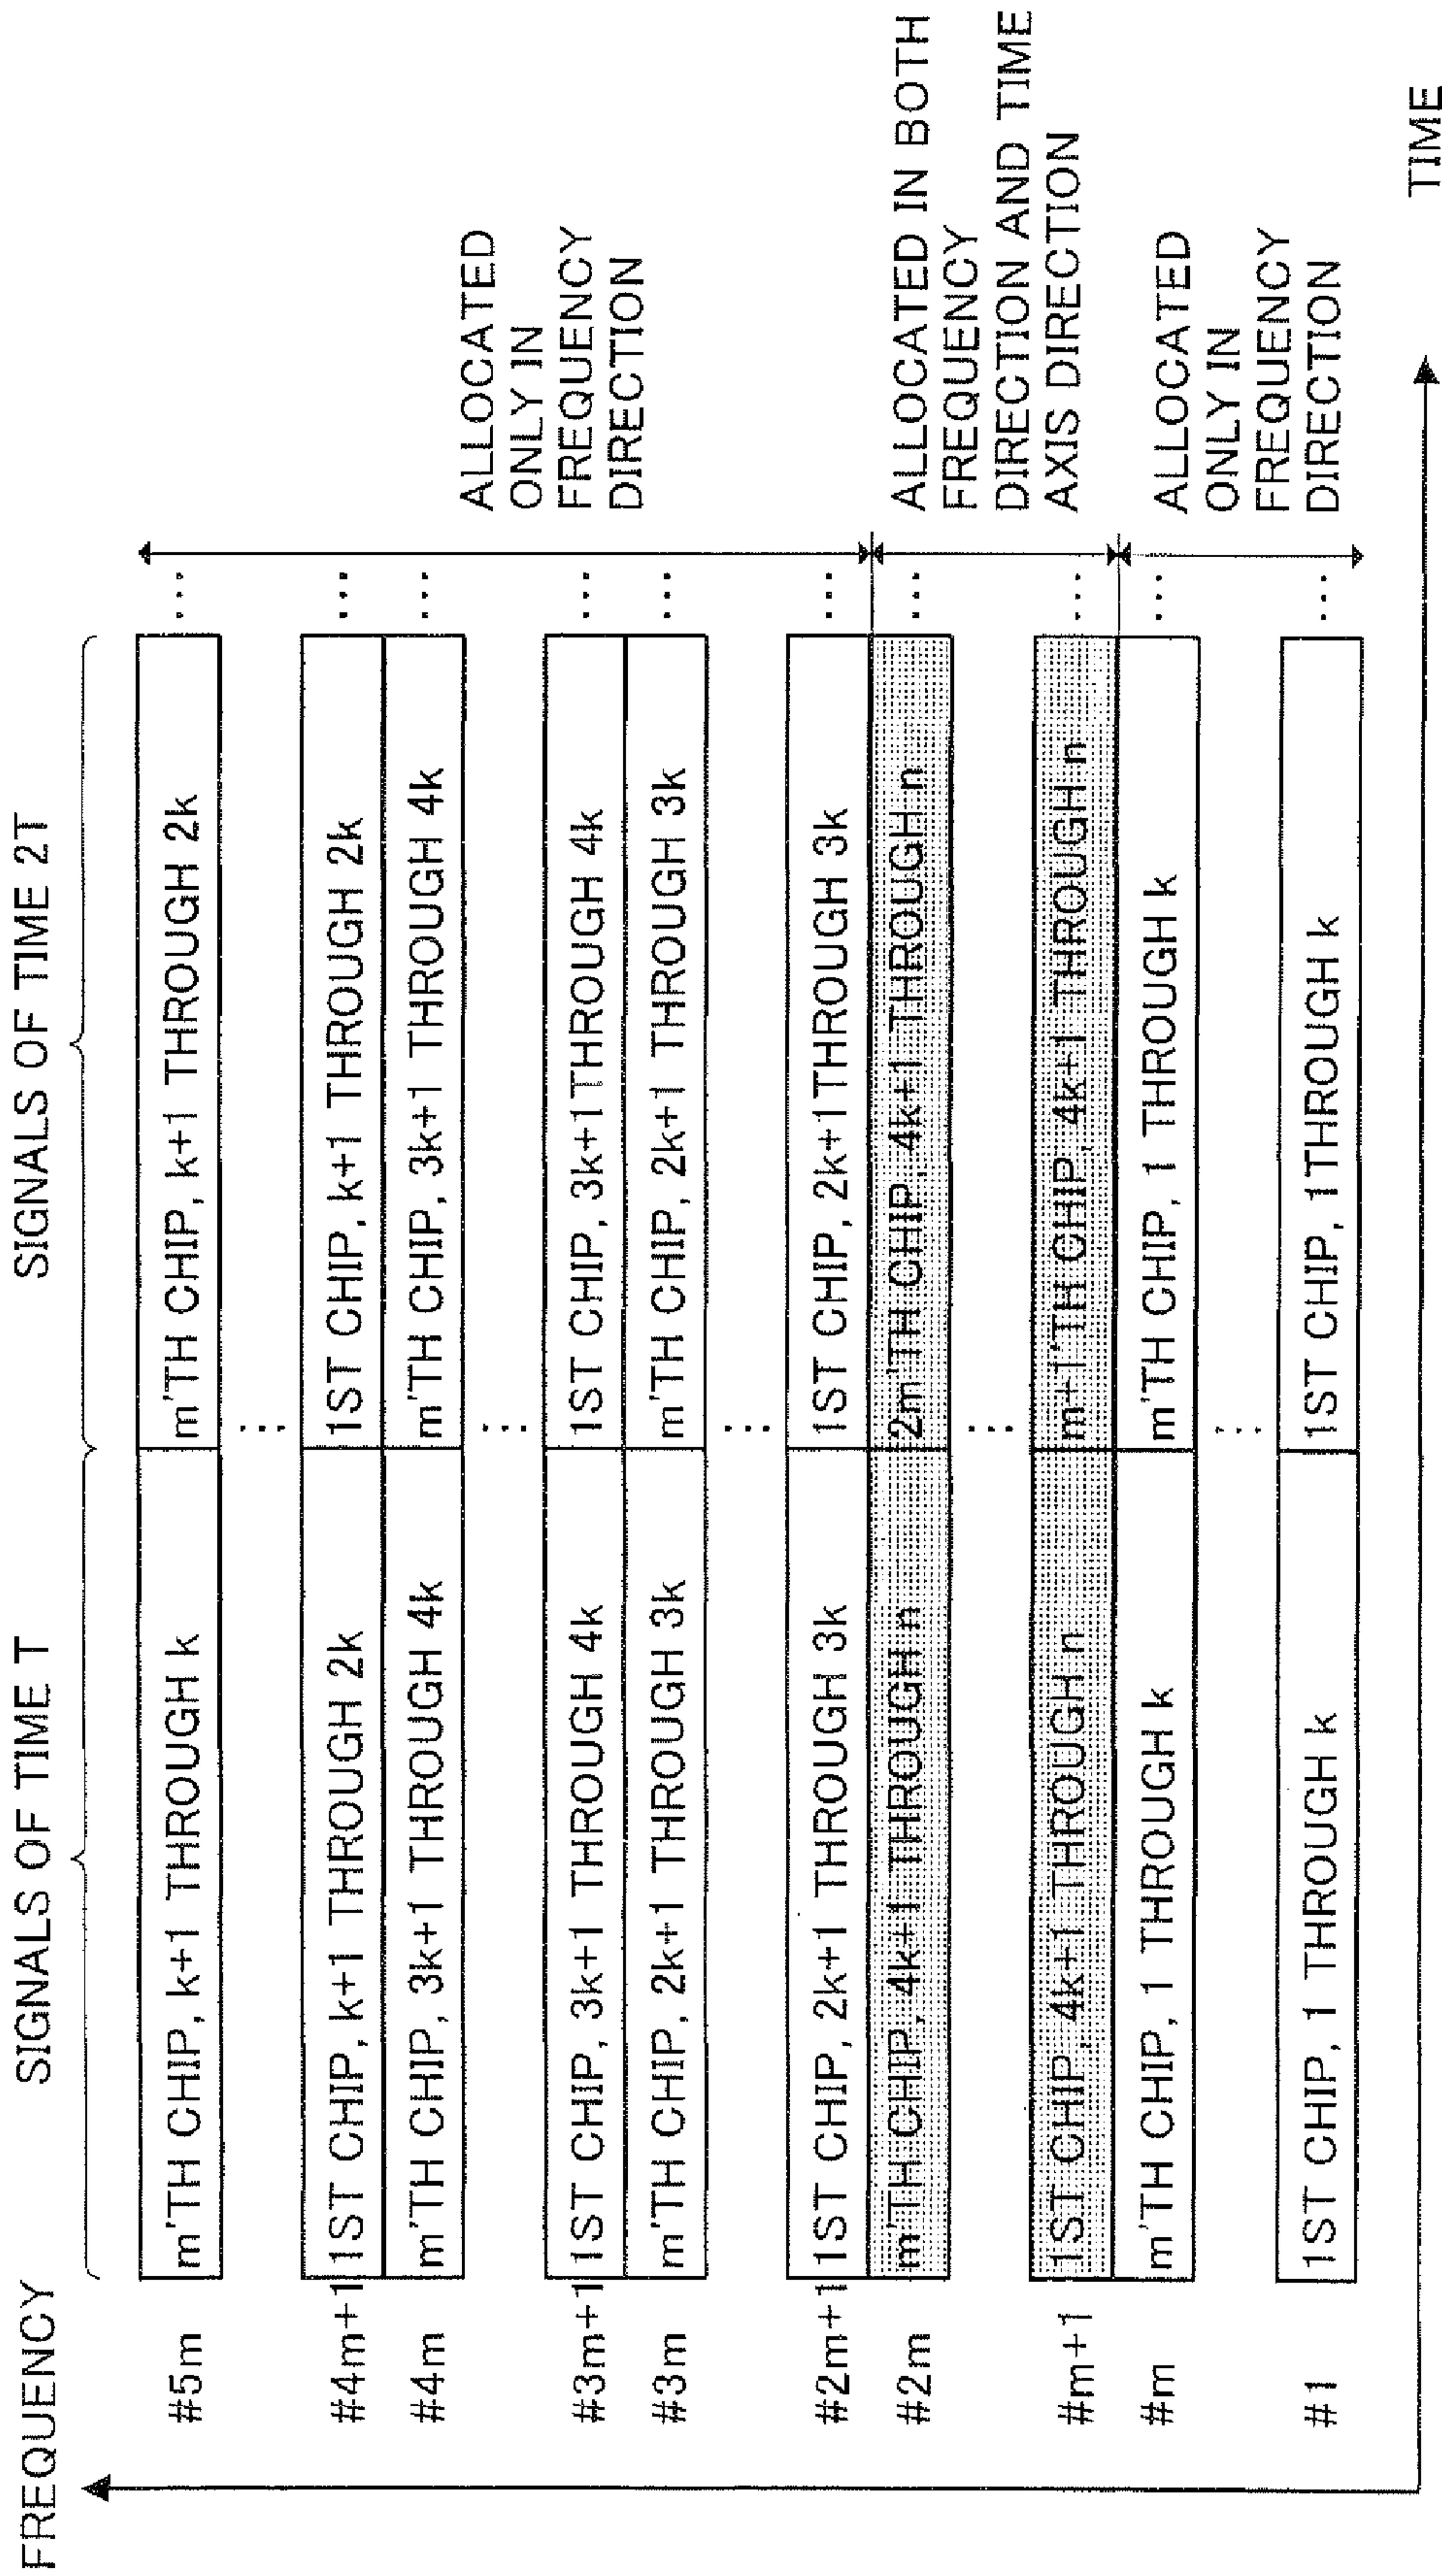 FREQUENCY
SIGNALS OF TIME T
SIGNALS OF TIME 2T
#5m
m'TH CHIP, k+1 THROUGH k
m'TH CHIP, k+1 THROUGH 2k
...
#4m+1
1ST CHIP, k+1 THROUGH 2k
1ST CHIP, k+1 THROUGH 2k
...
#4m
m'TH CHIP, 3k+1 THROUGH 4k
m'TH CHIP, 3k+1 THROUGH 4k
...
#3m+1
1ST CHIP, 3k+1 THROUGH 4k
1ST CHIP, 3k+1THROUGH 4k
...
#3m
m'TH CHIP, 2k+1 THROUGH 3k
m'TH CHIP, 2k+1 THROUGH 3k
...
#2m+1
1ST CHIP, 2k+1 THROUGH 3k
1ST CHIP, 2k+1THROUGH 3k
...
ALLOCATED
ONLY IN
FREQUENCY
DIRECTION
#2m
m'TH CHIP, 4k+1 THROUGH n
2m'TH CHIP, 4k+1 THROUGH n
...
#m+1
1ST CHIP, 4k+1 THROUGH n
m+1'TH CHIP, 4k+1 THROUGH n
...
ALLOCATED IN BOTH
FREQUENCY
DIRECTION AND TIME
AXIS DIRECTION
#m
m'TH CHIP, 1 THROUGH k
m'TH CHIP, 1 THROUGH k
...
#1
1ST CHIP, 1 THROUGH k
1ST CHIP, 1THROUGH k
...
ALLOCATED
ONLY IN
FREQUENCY
DIRECTION
TIME